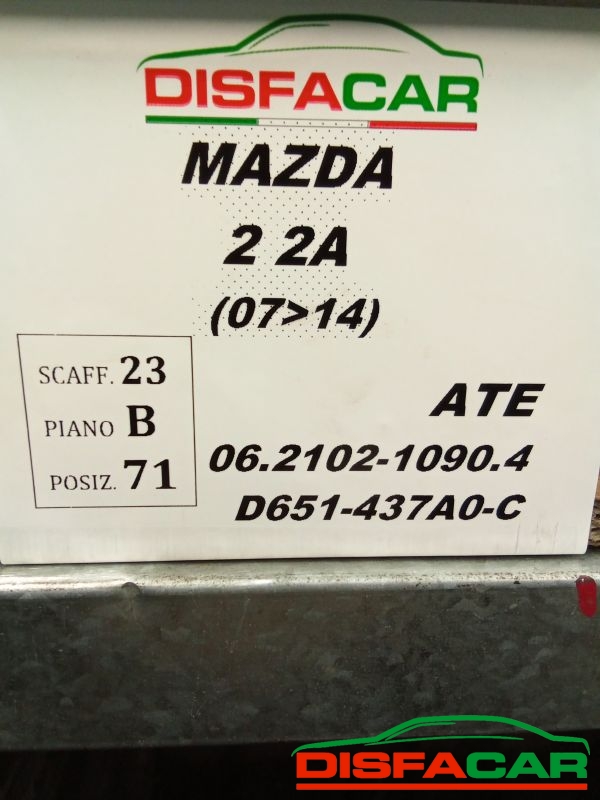 DISFACAR
MAZDA
2 2A
(07>14)
SCAFF. 23
PIANO B
POSIZ. 71
ATE
06.2102-1090.4
D651-437A0-C
DISFACAR